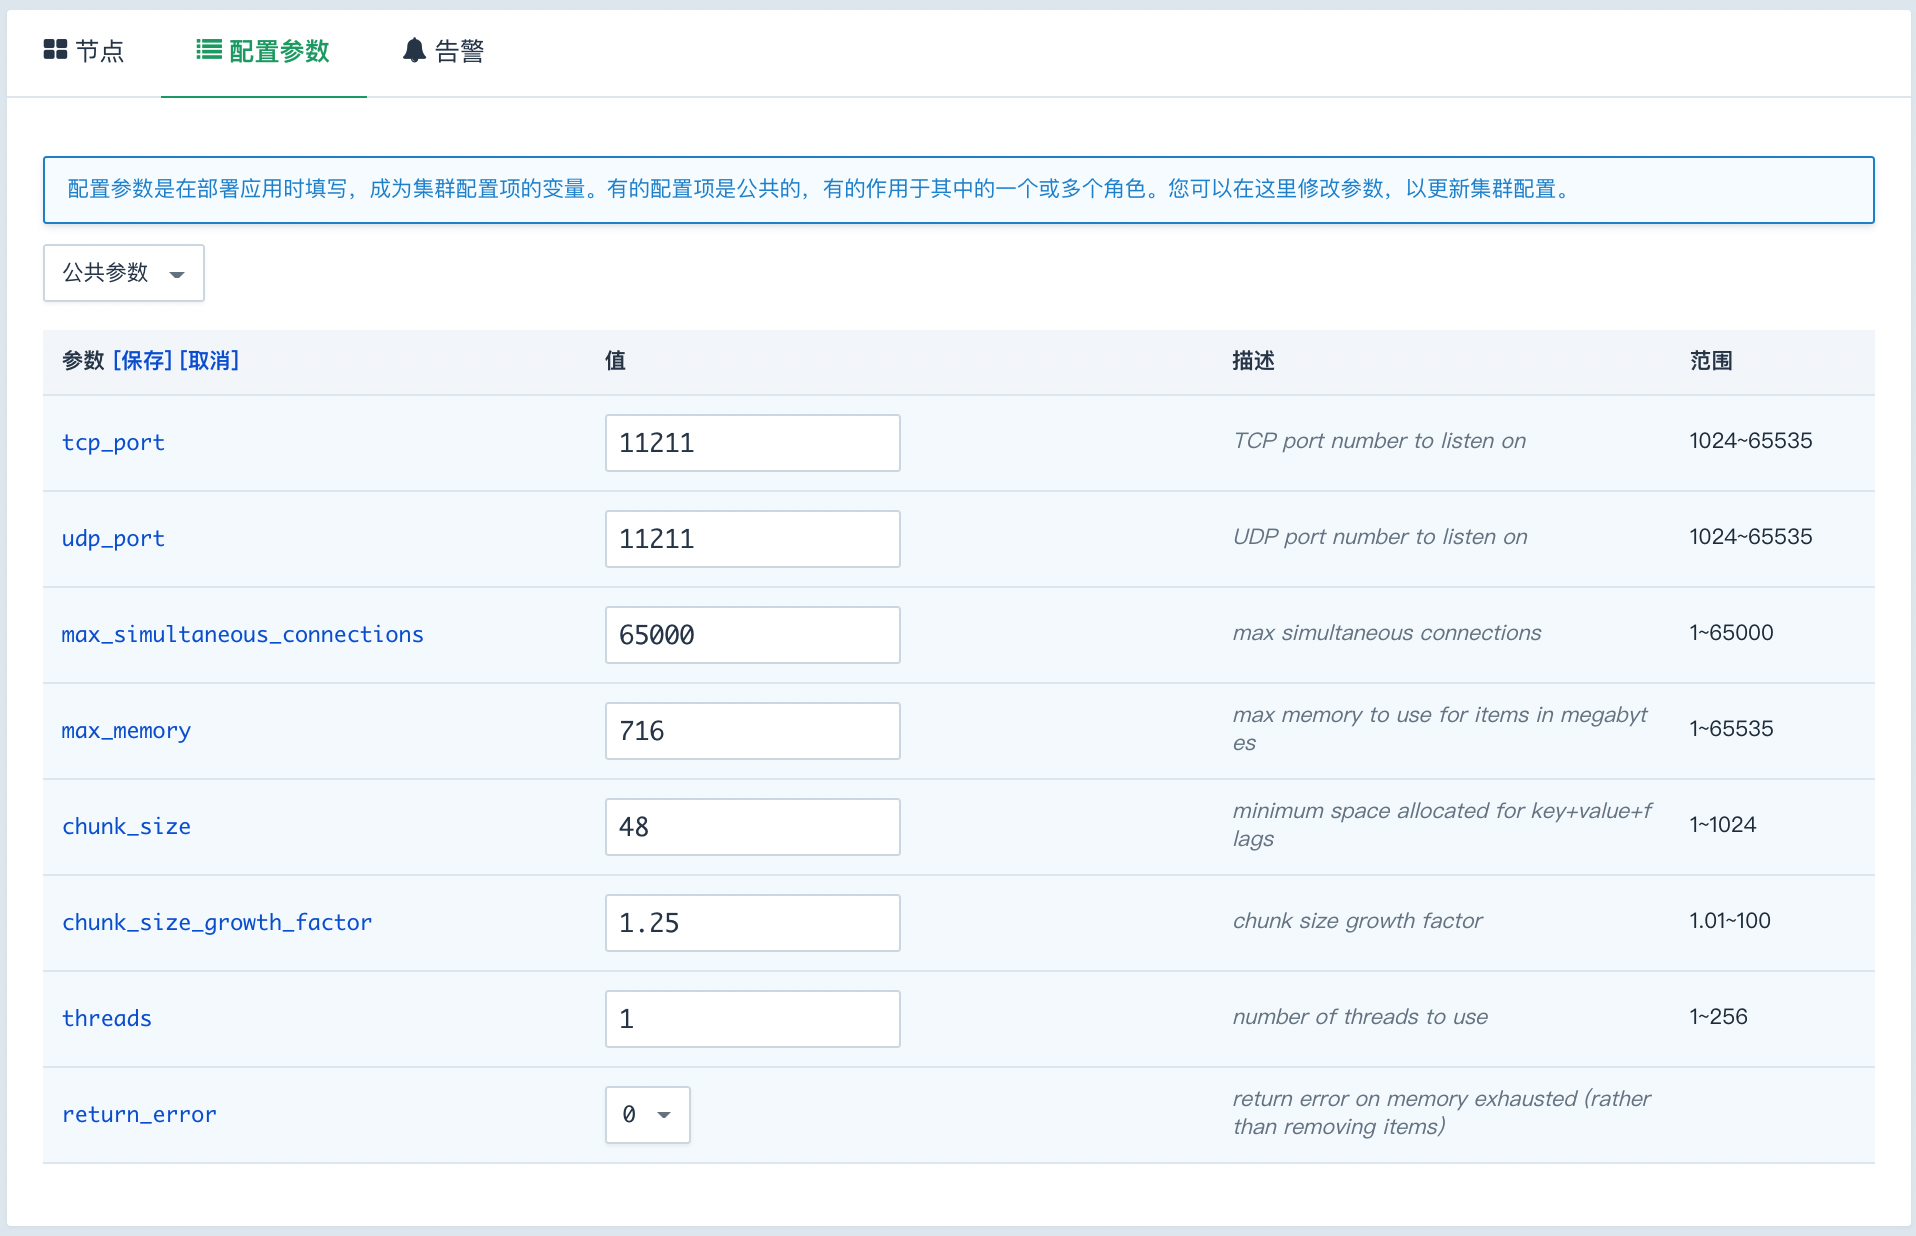 节点 配置参数 告警
配置参数是在部署应用时填写，成为集群配置项的变量。有的配置项是公共的，有的作用于其中的一个或多个角色。您可以在这里修改参数，以更新集群配置。
公共参数
参数 [保存] [取消] 值 描述 范围
tcp_port 11211 TCP port number to listen on 1024~65535
udp_port 11211 UDP port number to listen on 1024~65535
max_simultaneous_connections 65000 max simultaneous connections 1~65000
max_memory 716 max memory to use for items in megabyt 1~65535
es
chunk_size 48 minimum space allocated for key+value+f 1~1024
lags
chunk_size_growth_factor 1.25 chunk size growth factor 1.01~100
threads 1 number of threads to use 1~256
return_error 0 return error on memory exhausted (rather
than removing items)